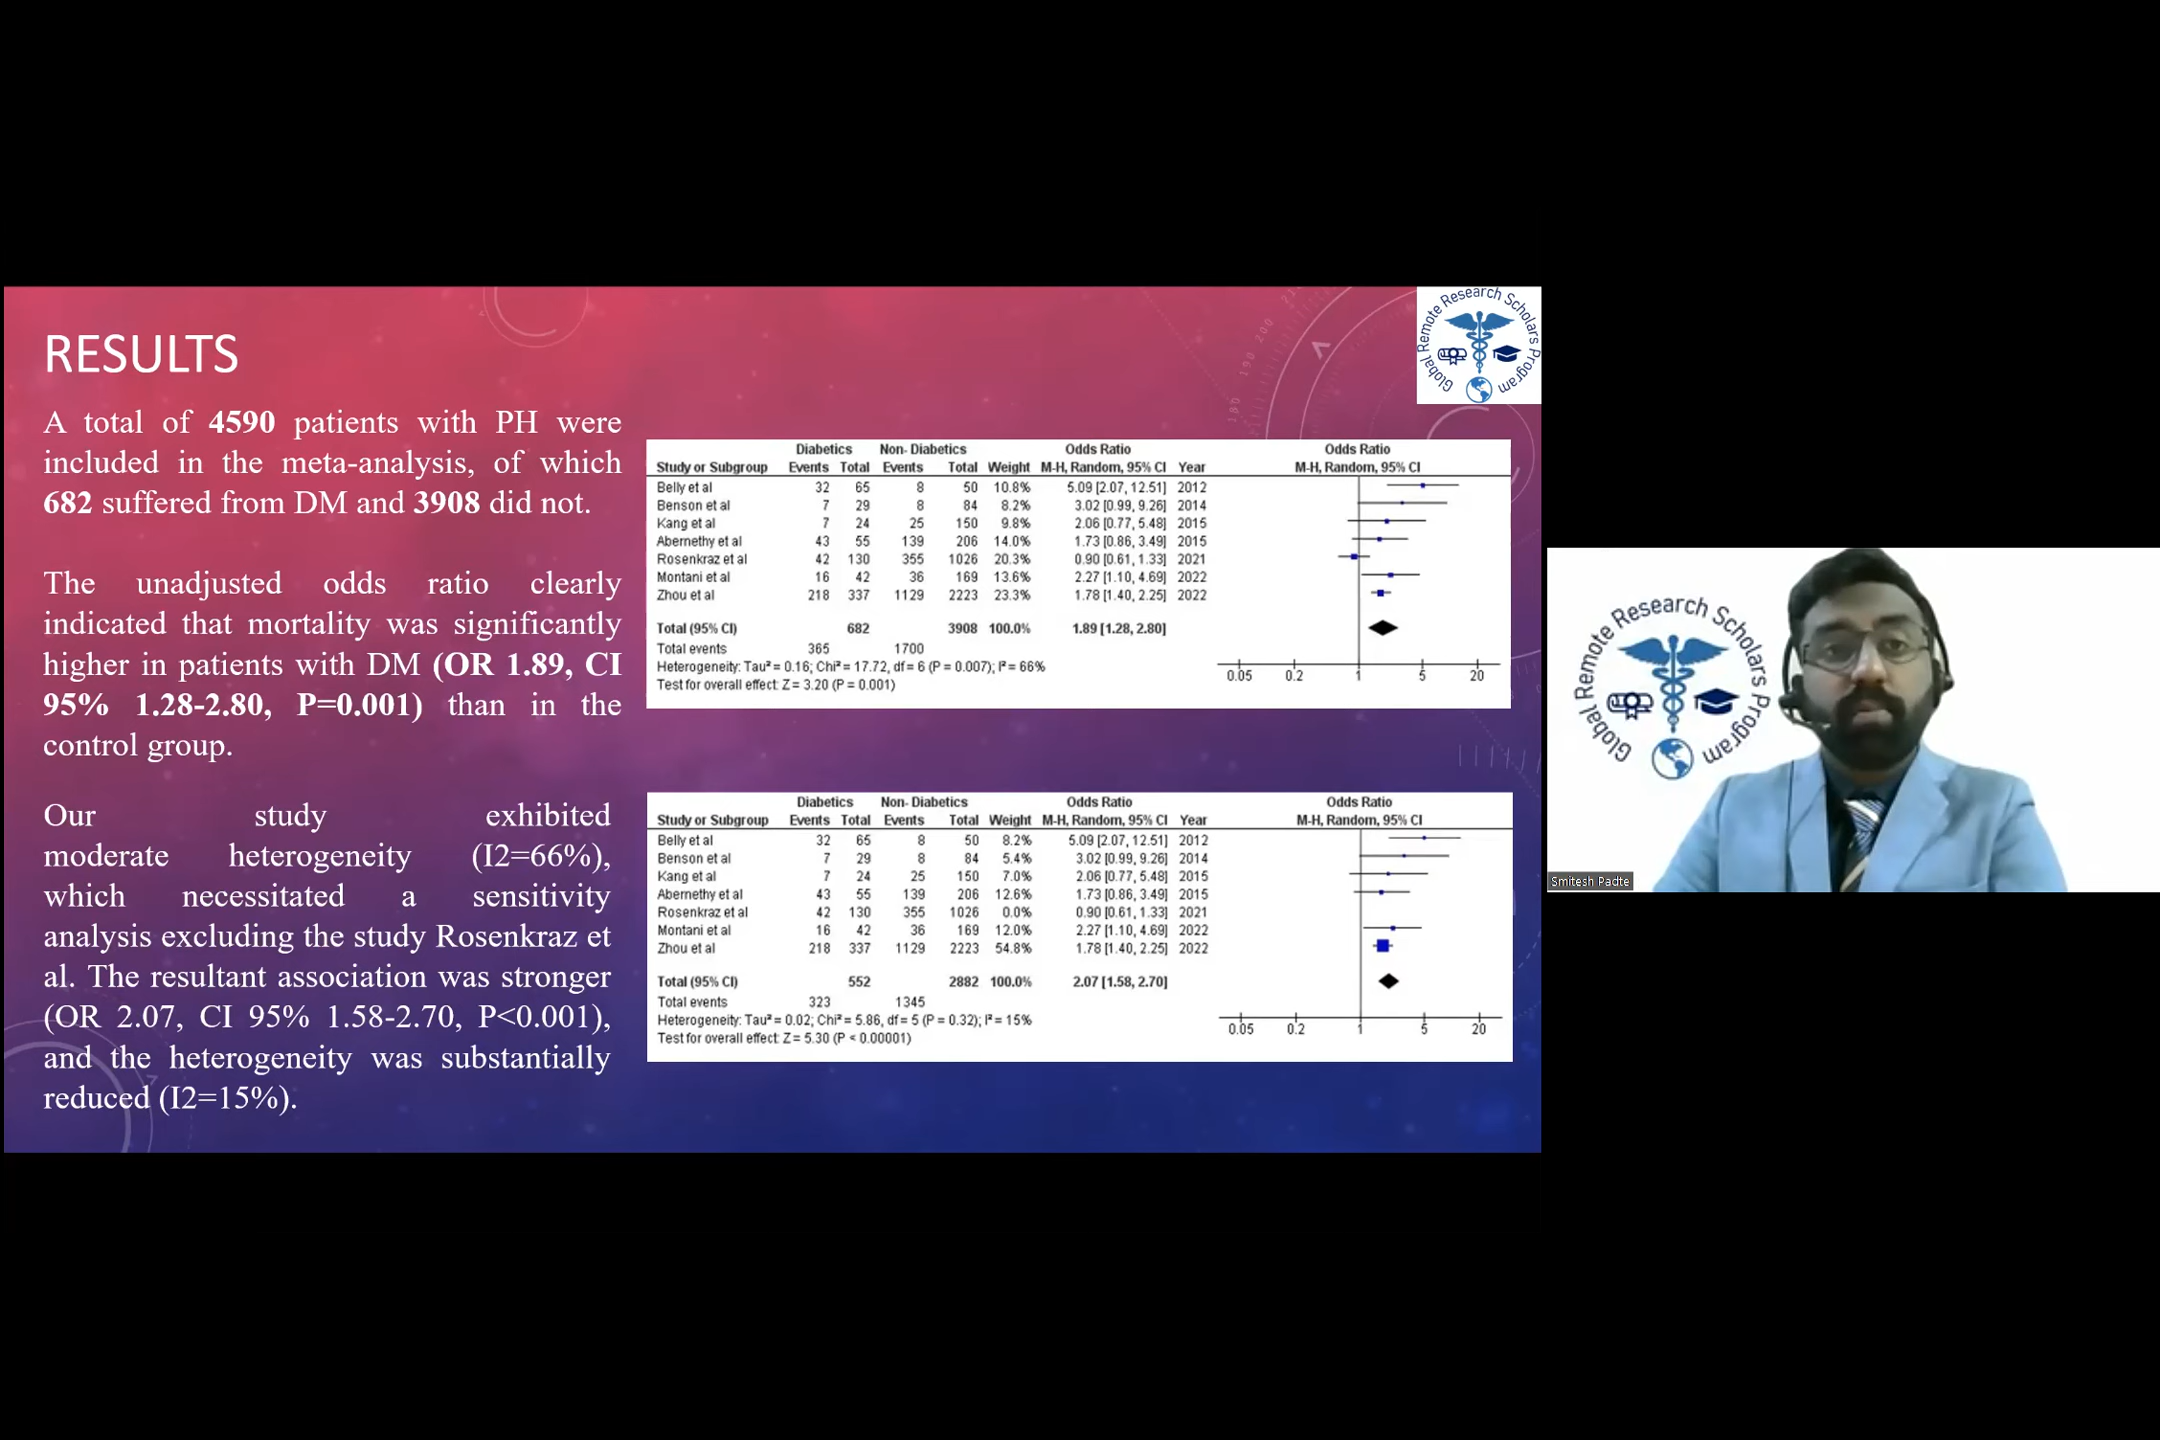 RESULTS
A total of 4590 patients with PH were
included in the meta-analysis, of which
682 suffered from DM and 3908 did not.
The unadjusted odds ratio clearly
indicated that mortality was significantly
higher in patients with DM (OR 1.89, CI
95% 1.28-2.80, P=0.001) than in the
control group.
Our study exhibited
moderate heterogeneity (I2=66%),
which necessitated a sensitivity
analysis excluding the study Rosenkraz et
al. The resultant association was stronger
(OR 2.07, CI 95% 1.58-2.70, P<0.001),
and the heterogeneity was substantially
reduced (I2=15%).
Global Remote Research Scholars Program
180 190 200
Diabetics Non-Diabetics Odds Ratio Odds Ratio
Study or Subgroup Events Total Events Total Weight M-H, Random, 95% CI Year M-H, Random, 95% CI
Belly et al 32 65 8 50 10.8% 5.09 [2.07, 12.51] 2012
Benson et al 7 29 8 84 8.2% 3.02 [0.99, 9.26] 2014
Kang et al 7 24 25 150 9.8% 2.06 [0.77, 5.48] 2015
Abernethy et al 43 55 139 206 14.0% 1.73 [0.86, 3.49] 2015
Rosenkraz et al 42 130 355 1026 20.3% 0.90 [0.61, 1.33] 2021
Montani et al 16 42 36 169 13.6% 2.27 [1.10, 4.69] 2022
Zhou et al 218 337 1129 2223 23.3% 1.78 [1.40, 2.25] 2022
Total (95% CI) 682 3908 100.0% 1.89 [1.28, 2.80]
Total events 365 1700
Heterogeneity: Tau² = 0.16; Chi² = 17.72, df = 6 (P = 0.007); I² = 66%
Test for overall effect: Z = 3.20 (P = 0.001)
0.05 0.2 1 5 20
Diabetics Non-Diabetics Odds Ratio Odds Ratio
Study or Subgroup Events Total Events Total Weight M-H, Random, 95% CI Year M-H, Random, 95% CI
Belly et al 32 65 8 50 8.2% 5.09 [2.07, 12.51] 2012
Benson et al 7 29 8 84 5.4% 3.02 [0.99, 9.26] 2014
Kang et al 7 24 25 150 7.0% 2.06 [0.77, 5.48] 2015
Abernethy et al 43 55 139 206 12.6% 1.73 [0.86, 3.49] 2015
Rosenkraz et al 42 130 355 1026 0.0% 0.90 [0.61, 1.33] 2021
Montani et al 16 42 36 169 12.0% 2.27 [1.10, 4.69] 2022
Zhou et al 218 337 1129 2223 54.8% 1.78 [1.40, 2.25] 2022
Total (95% CI) 552 2882 100.0% 2.07 [1.58, 2.70]
Total events 323 1345
Heterogeneity: Tau² = 0.02; Chi² = 5.86, df = 5 (P = 0.32); I² = 15%
Test for overall effect: Z = 5.30 (P < 0.00001)
0.05 0.2 1 5 20
Global Remote Research Scholars Program
Smitesh Padte